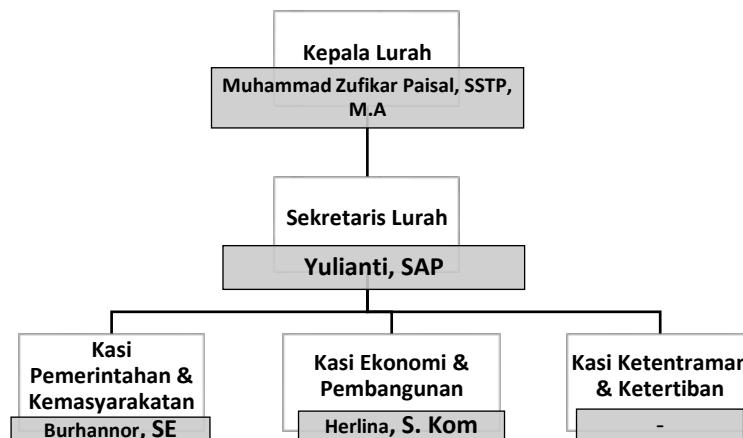 Kepala Lurah
Muhammad Zufikar Paisal, SSTP,
M.A
Sekretaris Lurah
Yulianti, SAP
Kasi
Pemerintahan &
Kemasyarakatan
Burhannor, SE
Kasi Ekonomi &
Pembangunan
Herlina, S. Kom
Kasi Ketentraman
& Ketertiban
-